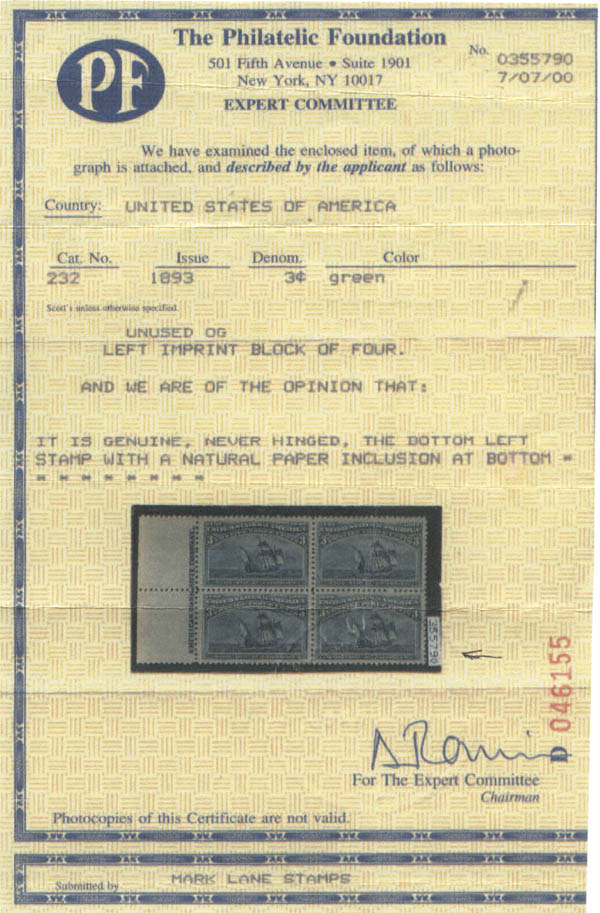 The Philatelic Foundation
PF
501 Fifth Avenue • Suite 1901
New York, NY 10017
EXPERT COMMITTEE
No. 0355790
7/07/00
We have examined the enclosed item, of which a photo-
graph is attached, and described by the applicant as follows:
Country: UNITED STATES OF AMERICA
Cat. No. Issue Denom. Color
232 1893 3¢ green
Scott's unless otherwise specified.
UNUSED OG
LEFT IMPRINT BLOCK OF FOUR.
AND WE ARE OF THE OPINION THAT:
IT IS GENUINE, NEVER HINGED, THE BOTTOM LEFT
STAMP WITH A NATURAL PAPER INCLUSION AT BOTTOM *
* * * * * * * *
355790
D 046155
For The Expert Committee
Chairman
Photocopies of this Certificate are not valid.
Submitted by MARK LANE STAMPS